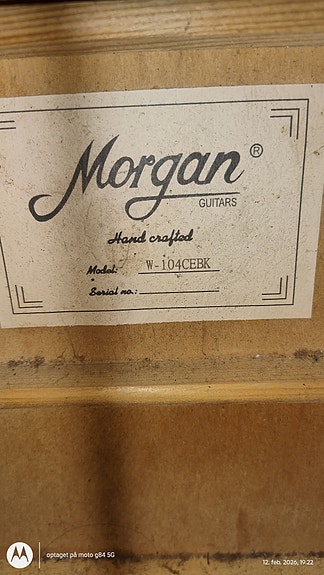 Morgan®
GUITARS
Hand crafted
Model: W-104CEBK
Serial no.:
optaget på moto g84 5G
12. feb. 2026, 19:22